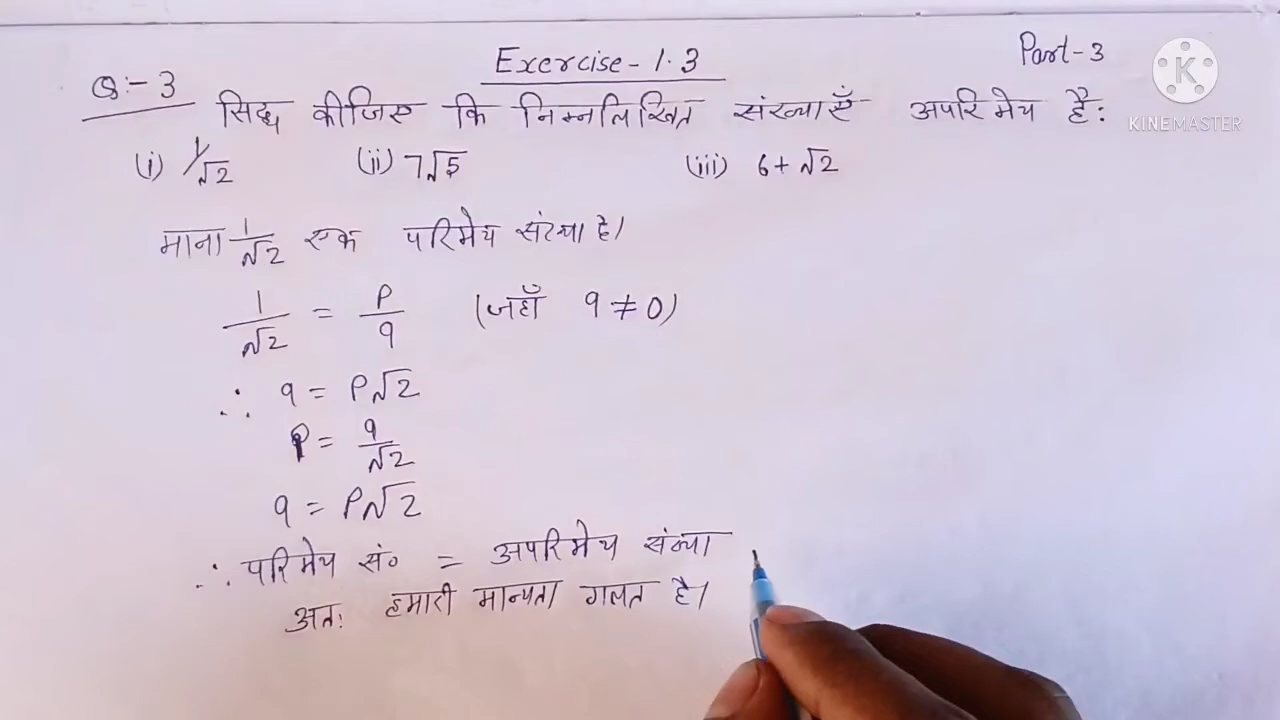 Exercise - 1.3
Part-3
K
KINEMASTER
Q:- 3
सिद्ध कीजिए कि निम्नलिखित संख्याएँ अपरिमेय हैं:
(i) 1/√2 (ii) 7√5 (iii) 6 + √2
माना 1/√2 एक परिमेय संख्या है।
1/√2 = P/q (जहाँ q ≠ 0)
∴ q = P√2
P = q/√2
q = P√2
∴ परिमेय सं० = अपरिमेय संख्या
अतः हमारी मान्यता गलत है।